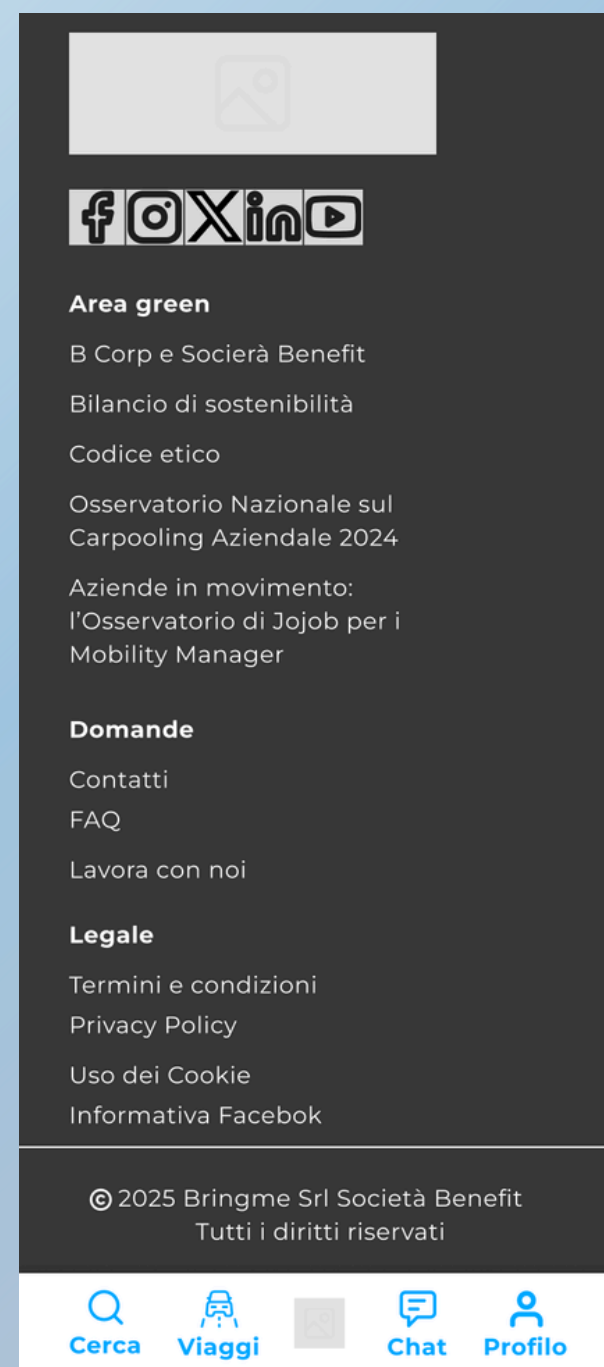 Area green
B Corp e Socierà Benefit
Bilancio di sostenibilità
Codice etico
Osservatorio Nazionale sul
Carpooling Aziendale 2024
Aziende in movimento:
l’Osservatorio di Jojob per i
Mobility Manager
Domande
Contatti
FAQ
Lavora con noi
Legale
Termini e condizioni
Privacy Policy
Uso dei Cookie
Informativa Facebok
© 2025 Bringme Srl Società Benefit
Tutti i diritti riservati
Cerca Viaggi Chat Profilo